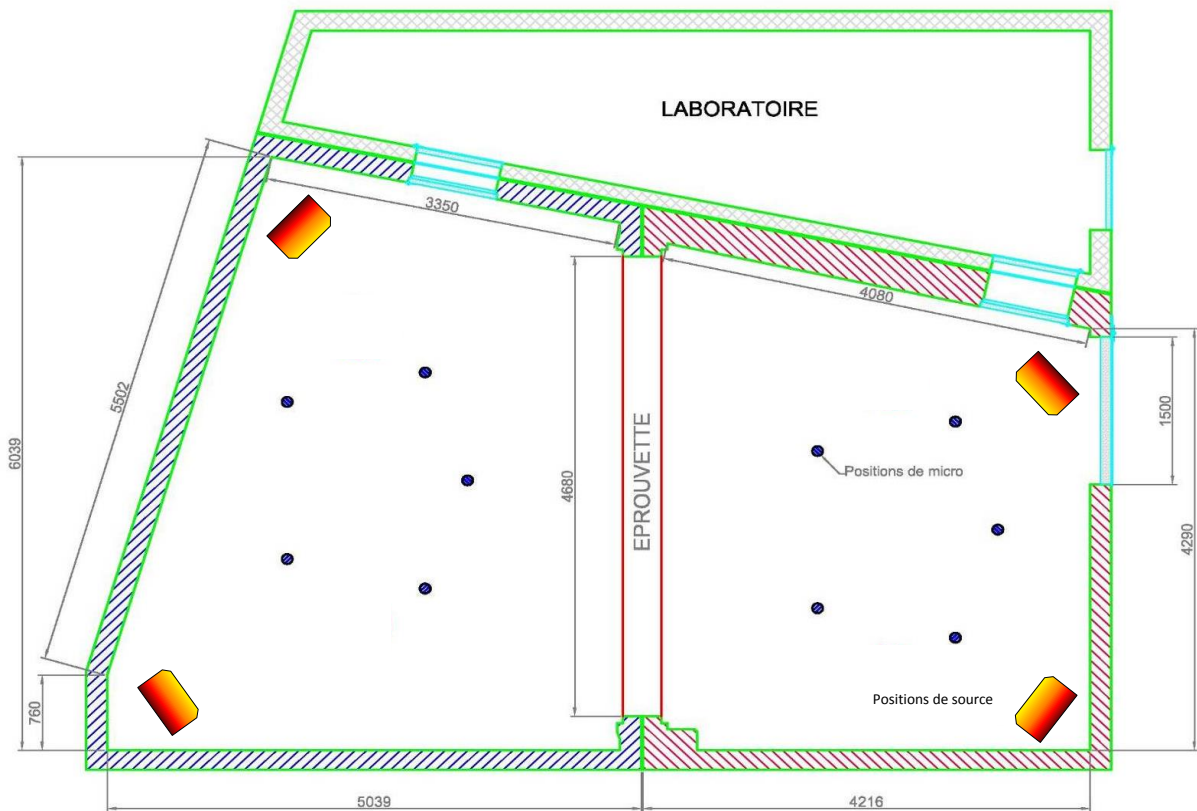 LABORATOIRE
3350
4080
5502
6039
1500
EPROUVETTE
4680
Positions de micro
4290
760
Positions de source
5039
4216